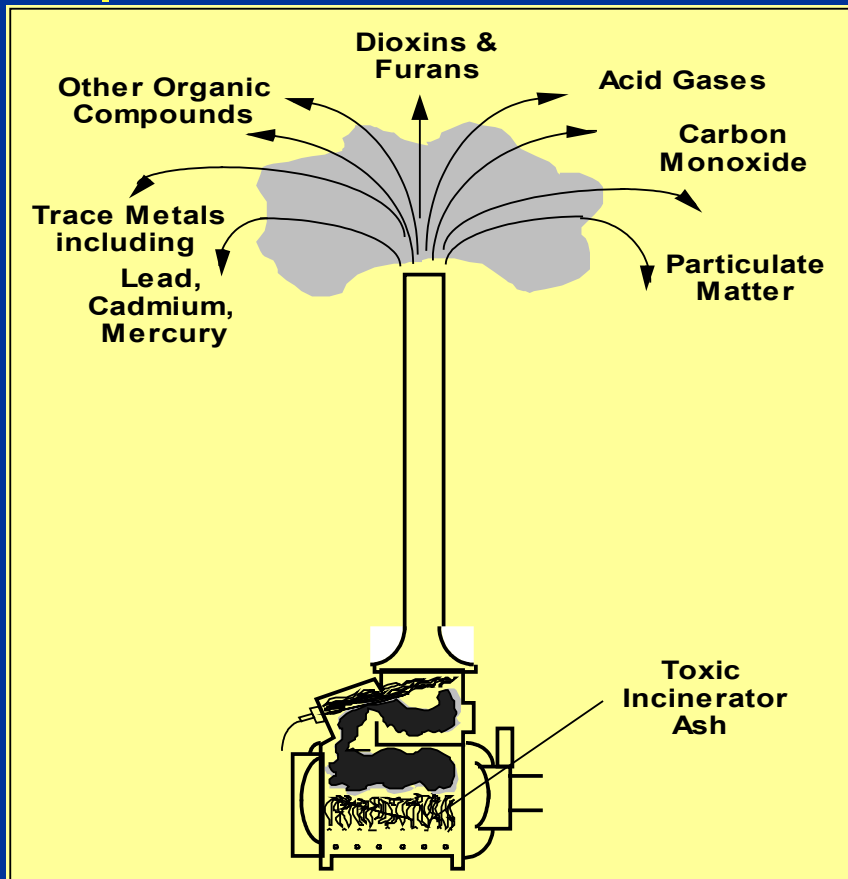 Dioxins &
Furans
Other Organic
Compounds
Acid Gases
Carbon
Monoxide
Trace Metals
including
Lead,
Cadmium,
Mercury
Particulate
Matter
Toxic
Incinerator
Ash